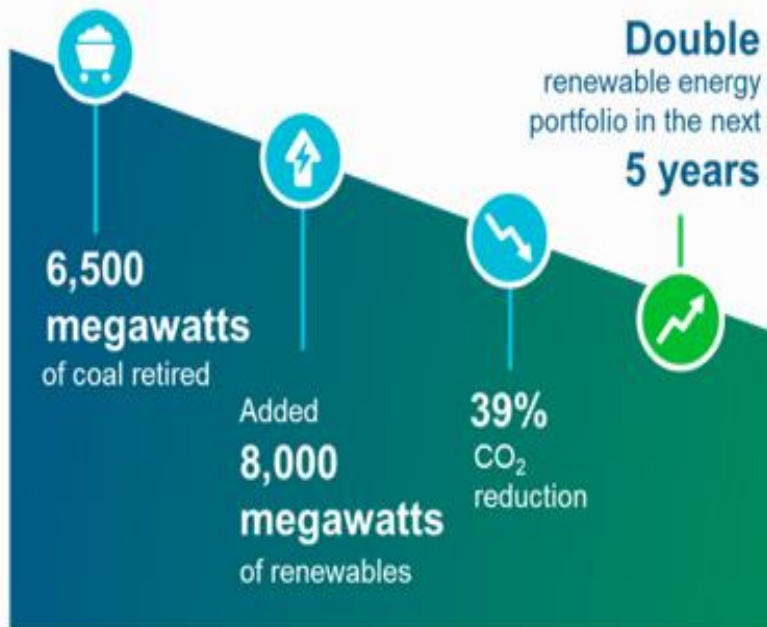 Double
renewable energy
portfolio in the next
5 years
6,500
megawatts
of coal retired
Added
8,000
megawatts
of renewables
39%
CO₂
reduction